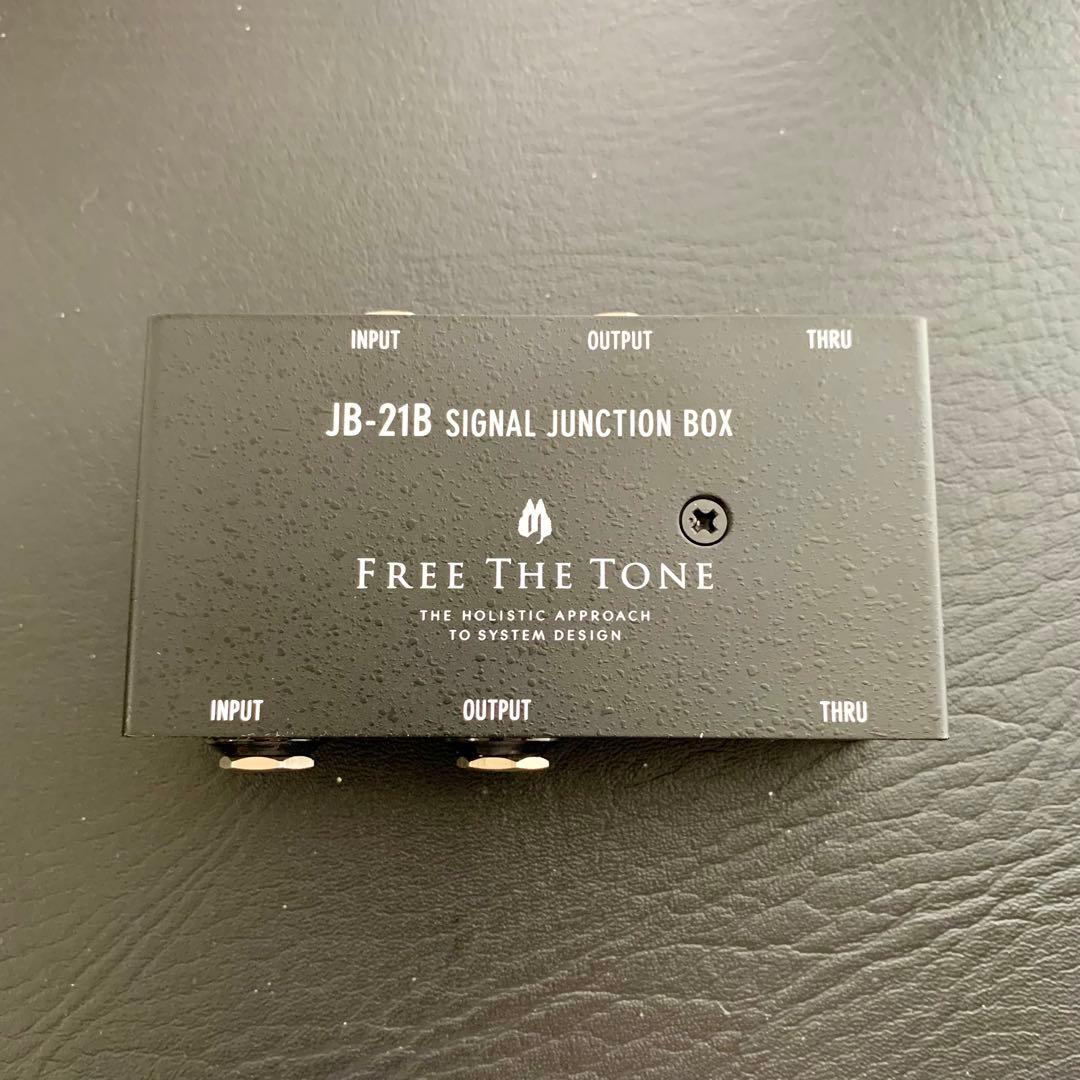 INPUT OUTPUT THRU
JB-21B SIGNAL JUNCTION BOX
FREE THE TONE
THE HOLISTIC APPROACH
TO SYSTEM DESIGN
INPUT OUTPUT THRU